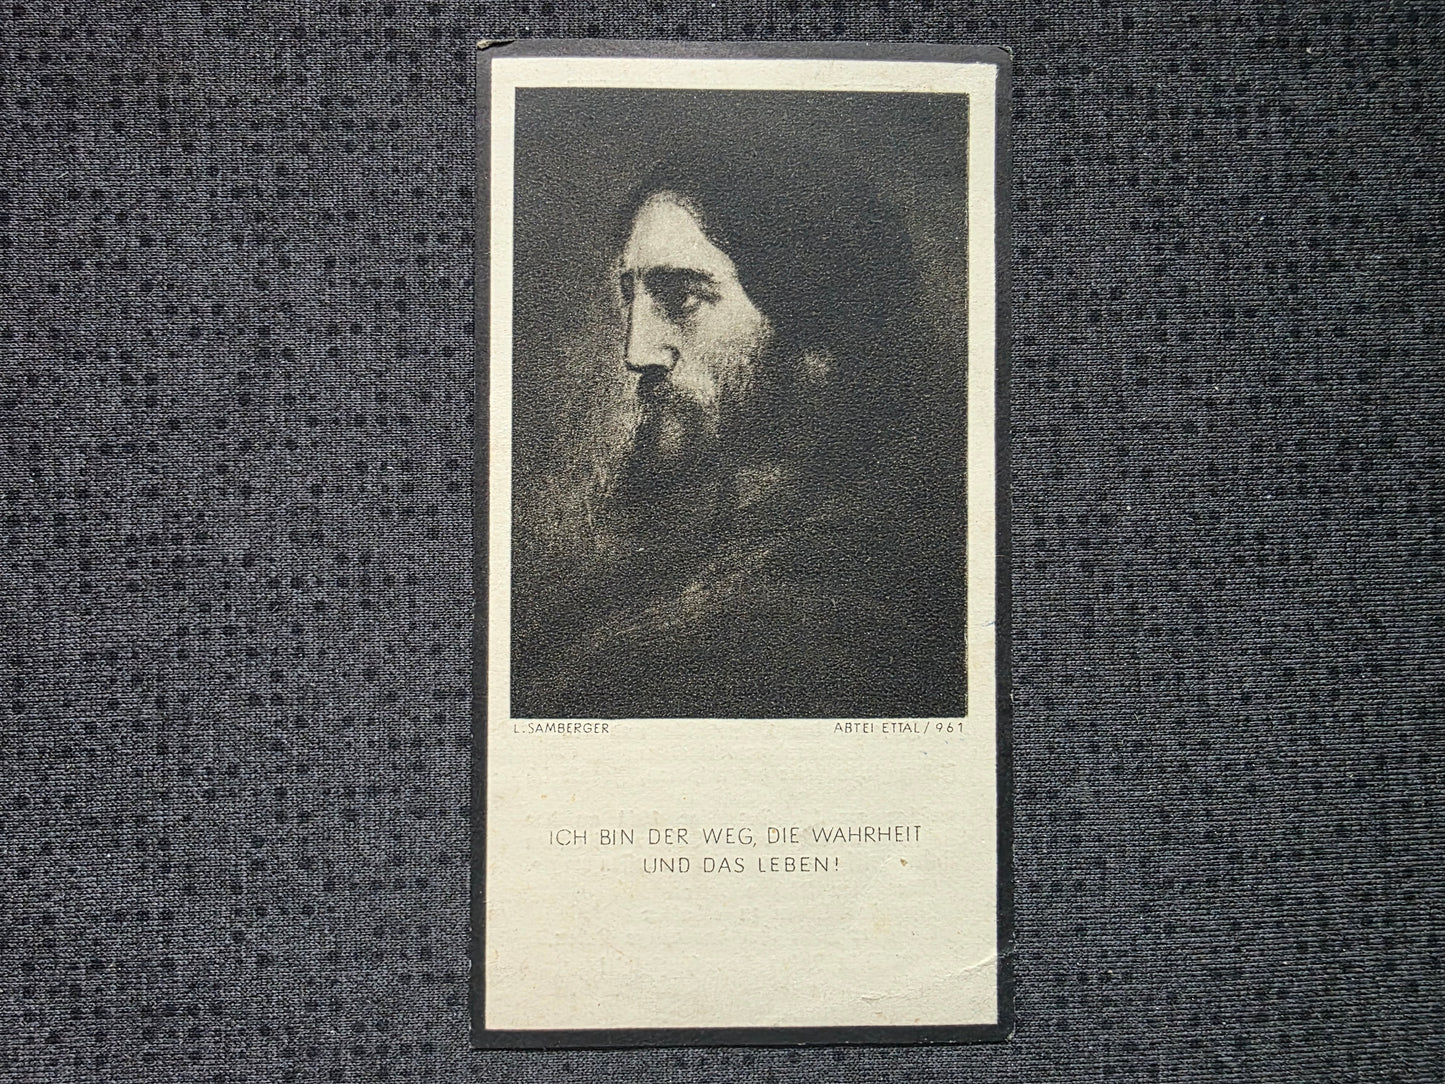 L. SAMBERGER
ABTEI ETTAL / 961
ICH BIN DER WEG, DIE WAHRHEIT
UND DAS LEBEN!